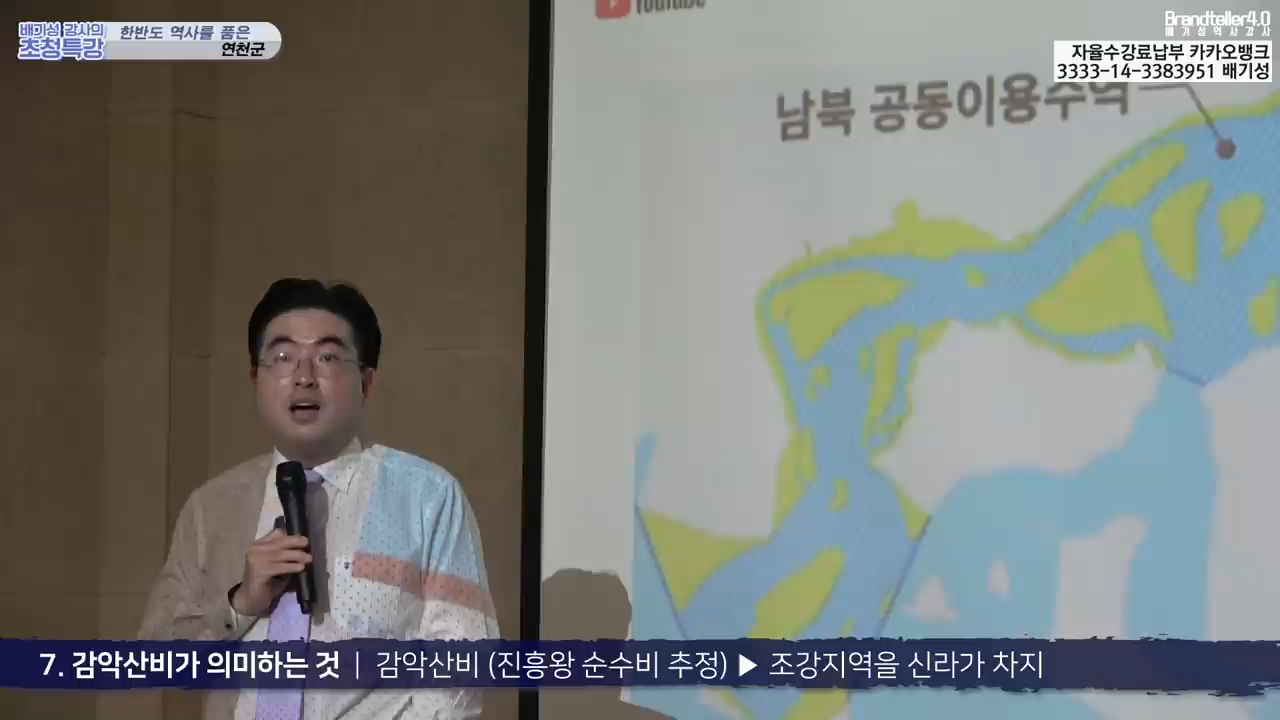 배기성 강사의
초청특강
한반도 역사를 품은
연천군
YouTube
Brandteller4.0
배기성역사강사
자율수강료납부 카카오뱅크
3333-14-3383951 배기성
남북 공동이용수역
7. 감악산비가 의미하는 것 | 감악산비 (진흥왕 순수비 추정) ▶ 조강지역을 신라가 차지